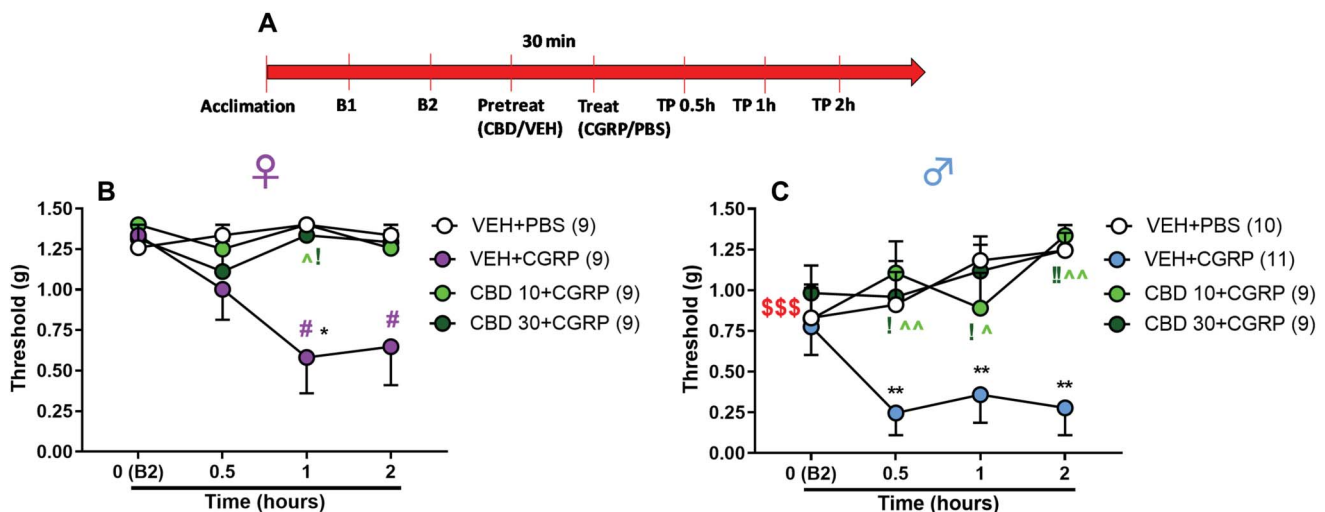 A
30 min
Acclimation B1 B2 Pretreat Treat TP 0.5h TP 1h TP 2h
(CBD/VEH) (CGRP/PBS)
♀
B
Threshold (g)
1.50
1.25
1.00
0.75
0.50
0.25
0.00
^!
# *
#
0 (B2) 0.5 1 2
Time (hours)
VEH+PBS (9)
VEH+CGRP (9)
CBD 10+CGRP (9)
CBD 30+CGRP (9)
♂
C
Threshold (g)
1.50
1.25
1.00
0.75
0.50
0.25
0.00
$$$
!^^
!^
!!^^
** ** **
0 (B2) 0.5 1 2
Time (hours)
VEH+PBS (10)
VEH+CGRP (11)
CBD 10+CGRP (9)
CBD 30+CGRP (9)